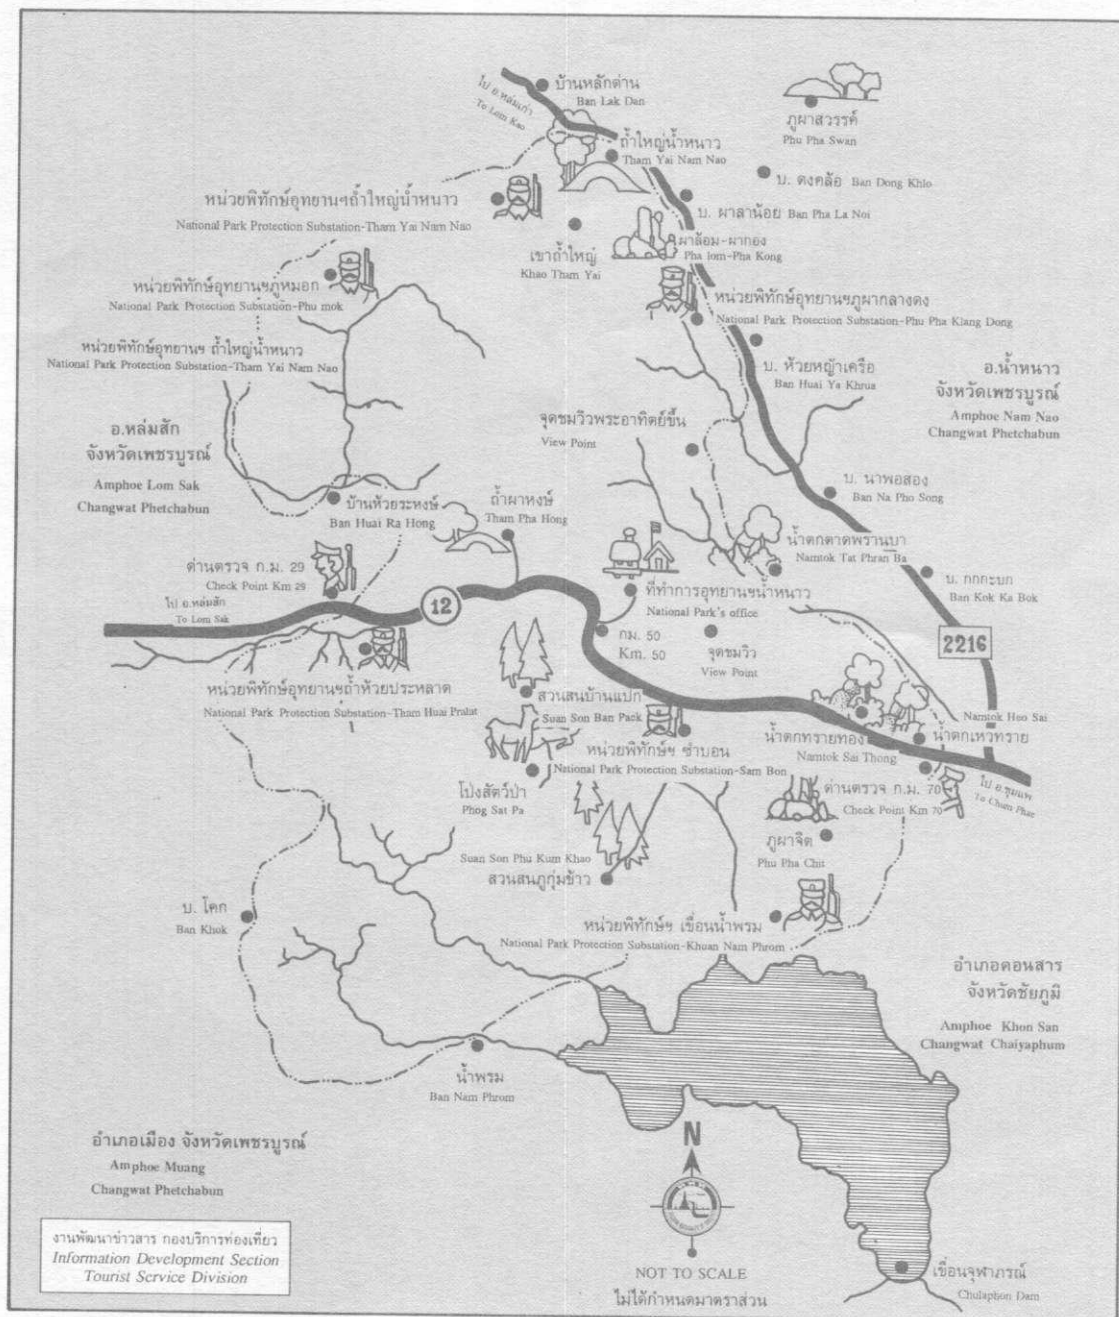 บ้านหลักด่าน
Ban Lak Dan
ไป อ.หล่มเก่า
To Lom Kao
ภูผาสวรรค์
Phu Pha Swan
ถ้ำใหญ่น้ำหนาว
Tham Yai Nam Nao
บ. ดงคล้อ Ban Dong Khlo
หน่วยพิทักษ์อุทยานฯถ้ำใหญ่น้ำหนาว
National Park Protection Substation-Tham Yai Nam Nao
บ. ผาลาน้อย Ban Pha La Noi
เขาถ้ำใหญ่
Khao Tham Yai
ผาล้อม-ผากอง
Pha lom-Pha Kong
หน่วยพิทักษ์อุทยานฯภูหมอก
National Park Protection Substation-Phu mok
หน่วยพิทักษ์อุทยานฯภูผากลางดง
National Park Protection Substation-Phu Pha Klang Dong
หน่วยพิทักษ์อุทยานฯ ถ้ำใหญ่น้ำหนาว
National Park Protection Substation-Tham Yai Nam Nao
บ. ห้วยหญ้าเครือ
Ban Huai Ya Khrua
อ.น้ำหนาว
จังหวัดเพชรบูรณ์
Amphoe Nam Nao
Changwat Phetchabun
อ.หล่มสัก
จังหวัดเพชรบูรณ์
Amphoe Lom Sak
Changwat Phetchabun
จุดชมวิวพระอาทิตย์ขึ้น
View Point
บ. นาพอสอง
Ban Na Pho Song
บ้านห้วยระหงษ์
Ban Huai Ra Hong
ถ้ำผาหงษ์
Tham Pha Hong
น้ำตกตาดพรานบา
Namtok Tat Phran Ba
ด่านตรวจ ก.ม. 29
Check Point Km 29
ที่ทำการอุทยานฯน้ำหนาว
National Park's office
บ. กกกะบก
Ban Kok Ka Bok
ไป อ.หล่มสัก
To Lom Sak
12
กม. 50
Km. 50
จุดชมวิว
View Point
2216
หน่วยพิทักษ์อุทยานฯถ้ำห้วยประหลาด
National Park Protection Substation-Tham Huai Pralat
สวนสนบ้านแปก
Suan Son Ban Paek
น้ำตกทรายทอง
Namtok Sai Thong
Namtok Heo Sai
น้ำตกเหวทราย
หน่วยพิทักษ์ฯ ซำบอน
National Park Protection Substation-Sam Bon
โป่งสัตว์ป่า
Phog Sat Pa
ด่านตรวจ ก.ม. 70
Check Point Km 70
ไป อ.ชุมแพ
To Chum Phae
ภูผาจิต
Phu Pha Chit
Suan Son Phu Kum Khao
สวนสนภูกุ่มข้าว
บ. โคก
Ban Khok
หน่วยพิทักษ์ฯ เขื่อนน้ำพรม
National Park Protection Substation-Khuan Nam Phrom
อำเภอคอนสาร
จังหวัดชัยภูมิ
Amphoe Khon San
Changwat Chaiyaphum
น้ำพรม
Ban Nam Phrom
อำเภอเมือง จังหวัดเพชรบูรณ์
Amphoe Muang
Changwat Phetchabun
N
งานพัฒนาข่าวสาร กองบริการท่องเที่ยว
Information Development Section
Tourist Service Division
NOT TO SCALE
ไม่ได้กำหนดมาตราส่วน
เขื่อนจุฬาภรณ์
Chulaphon Dam